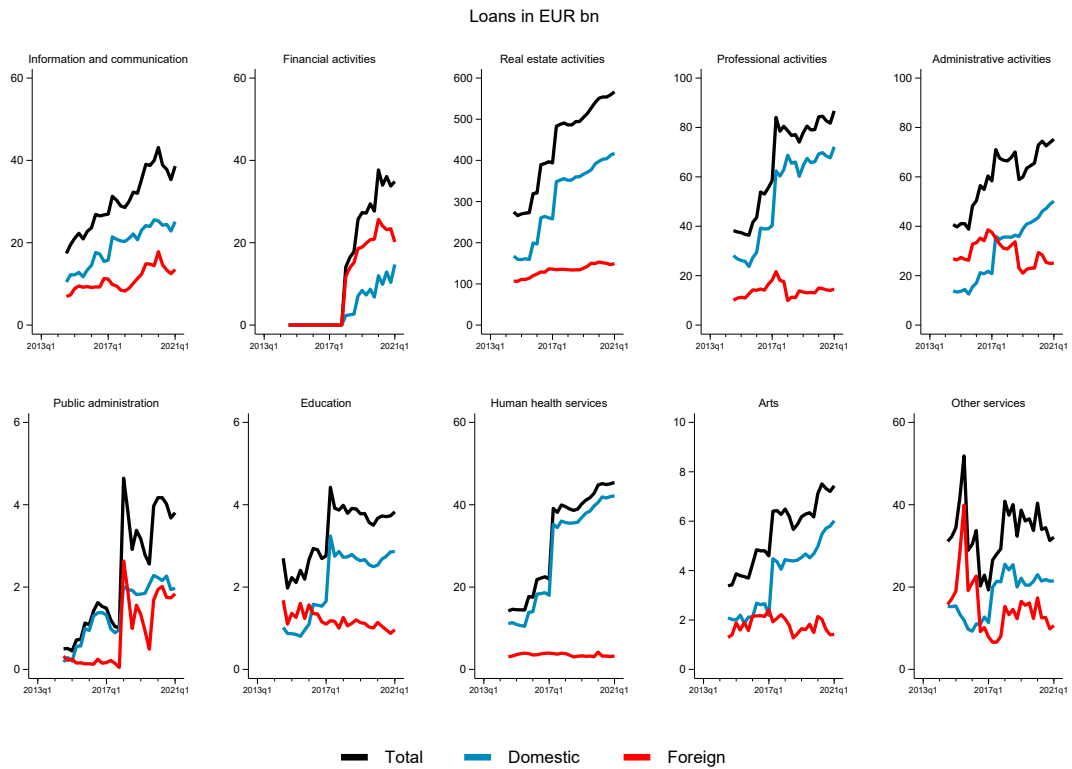 Loans in EUR bn
Information and communication
60
40
20
0
2013q1 2017q1 2021q1
Financial activities
60
40
20
0
2013q1 2017q1 2021q1
Real estate activities
600
500
400
300
200
100
0
2013q1 2017q1 2021q1
Professional activities
100
80
60
40
20
0
2013q1 2017q1 2021q1
Administrative activities
100
80
60
40
20
0
2013q1 2017q1 2021q1
Public administration
6
4
2
0
2013q1 2017q1 2021q1
Education
6
4
2
0
2013q1 2017q1 2021q1
Human health services
60
40
20
0
2013q1 2017q1 2021q1
Arts
10
8
6
4
2
0
2013q1 2017q1 2021q1
Other services
60
40
20
0
2013q1 2017q1 2021q1
Total Domestic Foreign